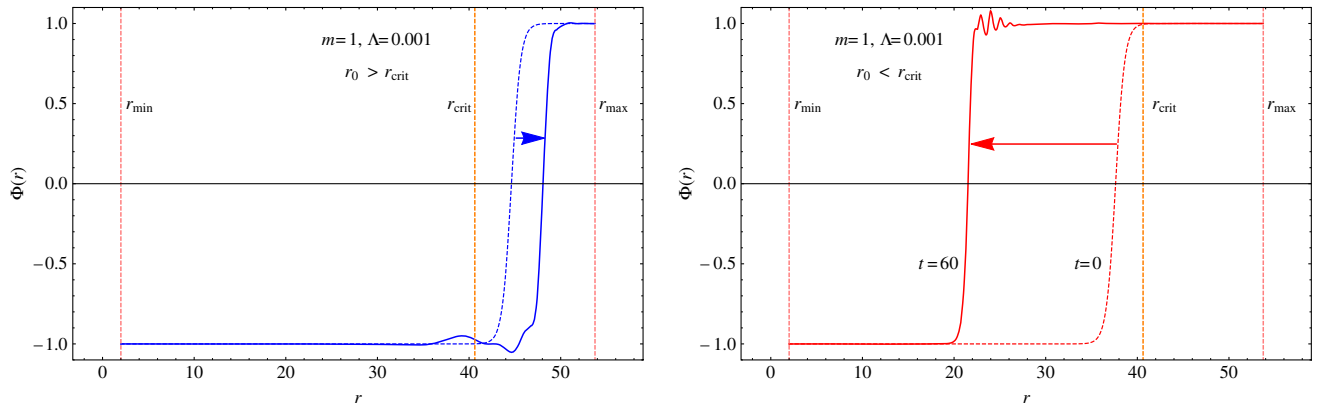 m=1, Λ=0.001
r0 > rcrit
rmin
rcrit
rmax
Φ(r)
1.0
0.5
0.0
−0.5
−1.0
0
10
20
30
40
50
r
m=1, Λ=0.001
r0 < rcrit
rmin
rcrit
rmax
Φ(r)
1.0
0.5
0.0
−0.5
−1.0
t=60
t=0
0
10
20
30
40
50
r